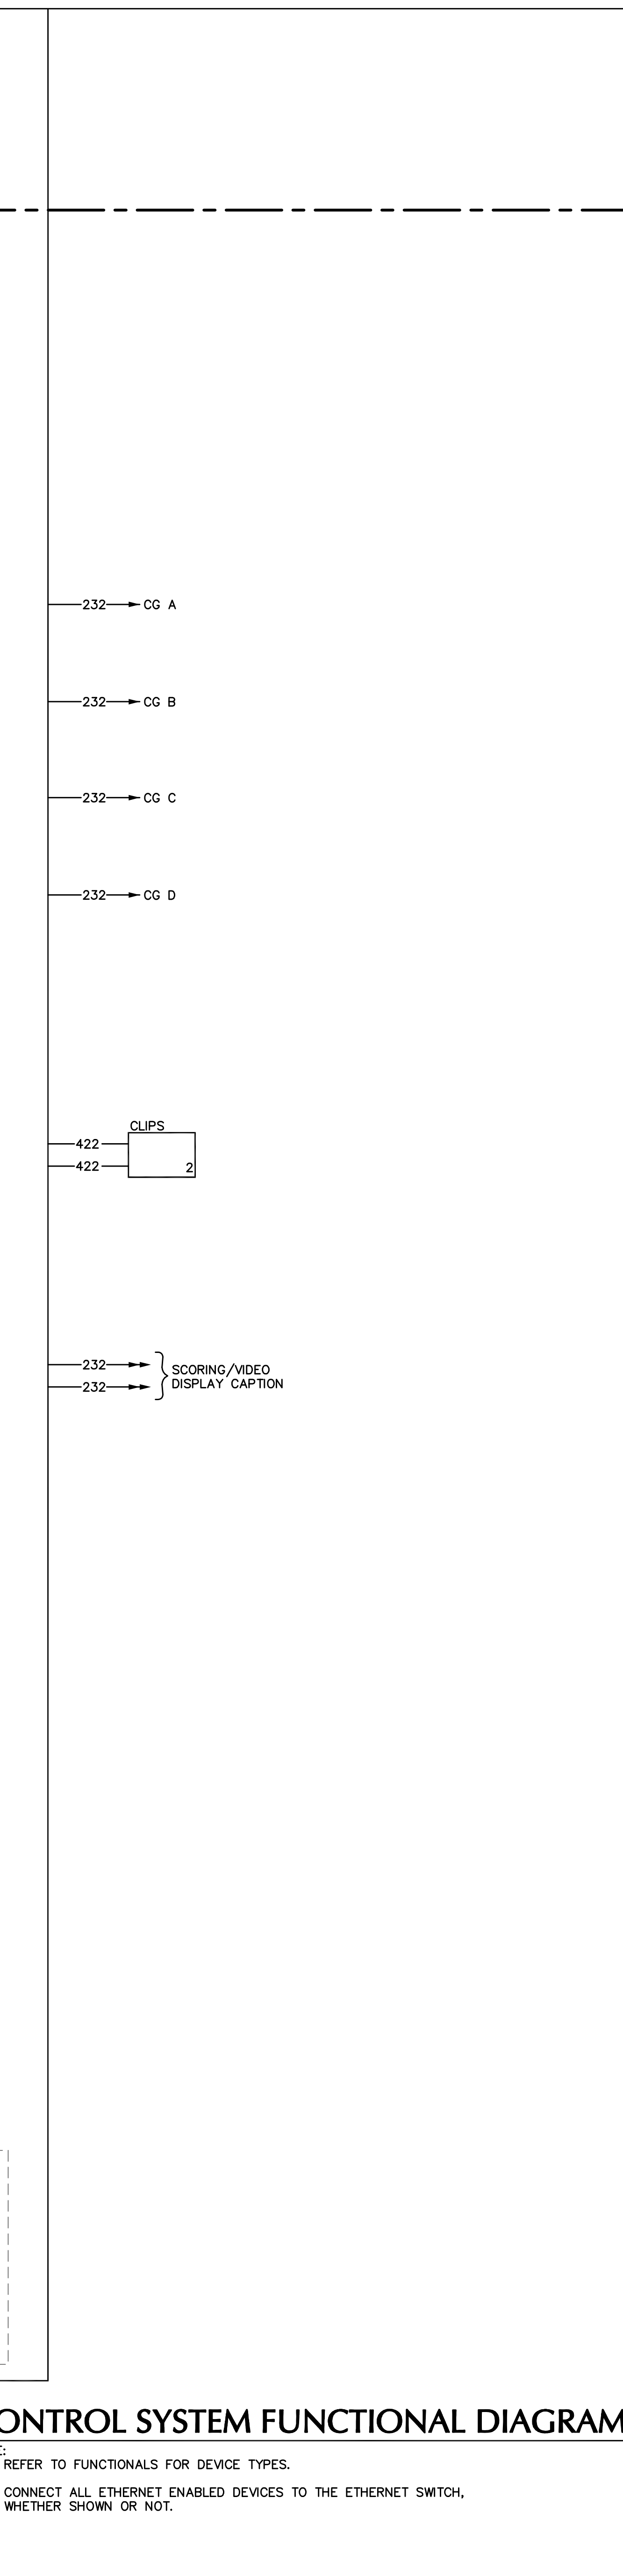 232 CG A
232 CG B
232 CG C
232 CG D
CLIPS
422
422
2
232
SCORING/VIDEO
DISPLAY CAPTION
232
ONTROL SYSTEM FUNCTIONAL DIAGRAM
E:
REFER TO FUNCTIONALS FOR DEVICE TYPES.
CONNECT ALL ETHERNET ENABLED DEVICES TO THE ETHERNET SWITCH,
WHETHER SHOWN OR NOT.